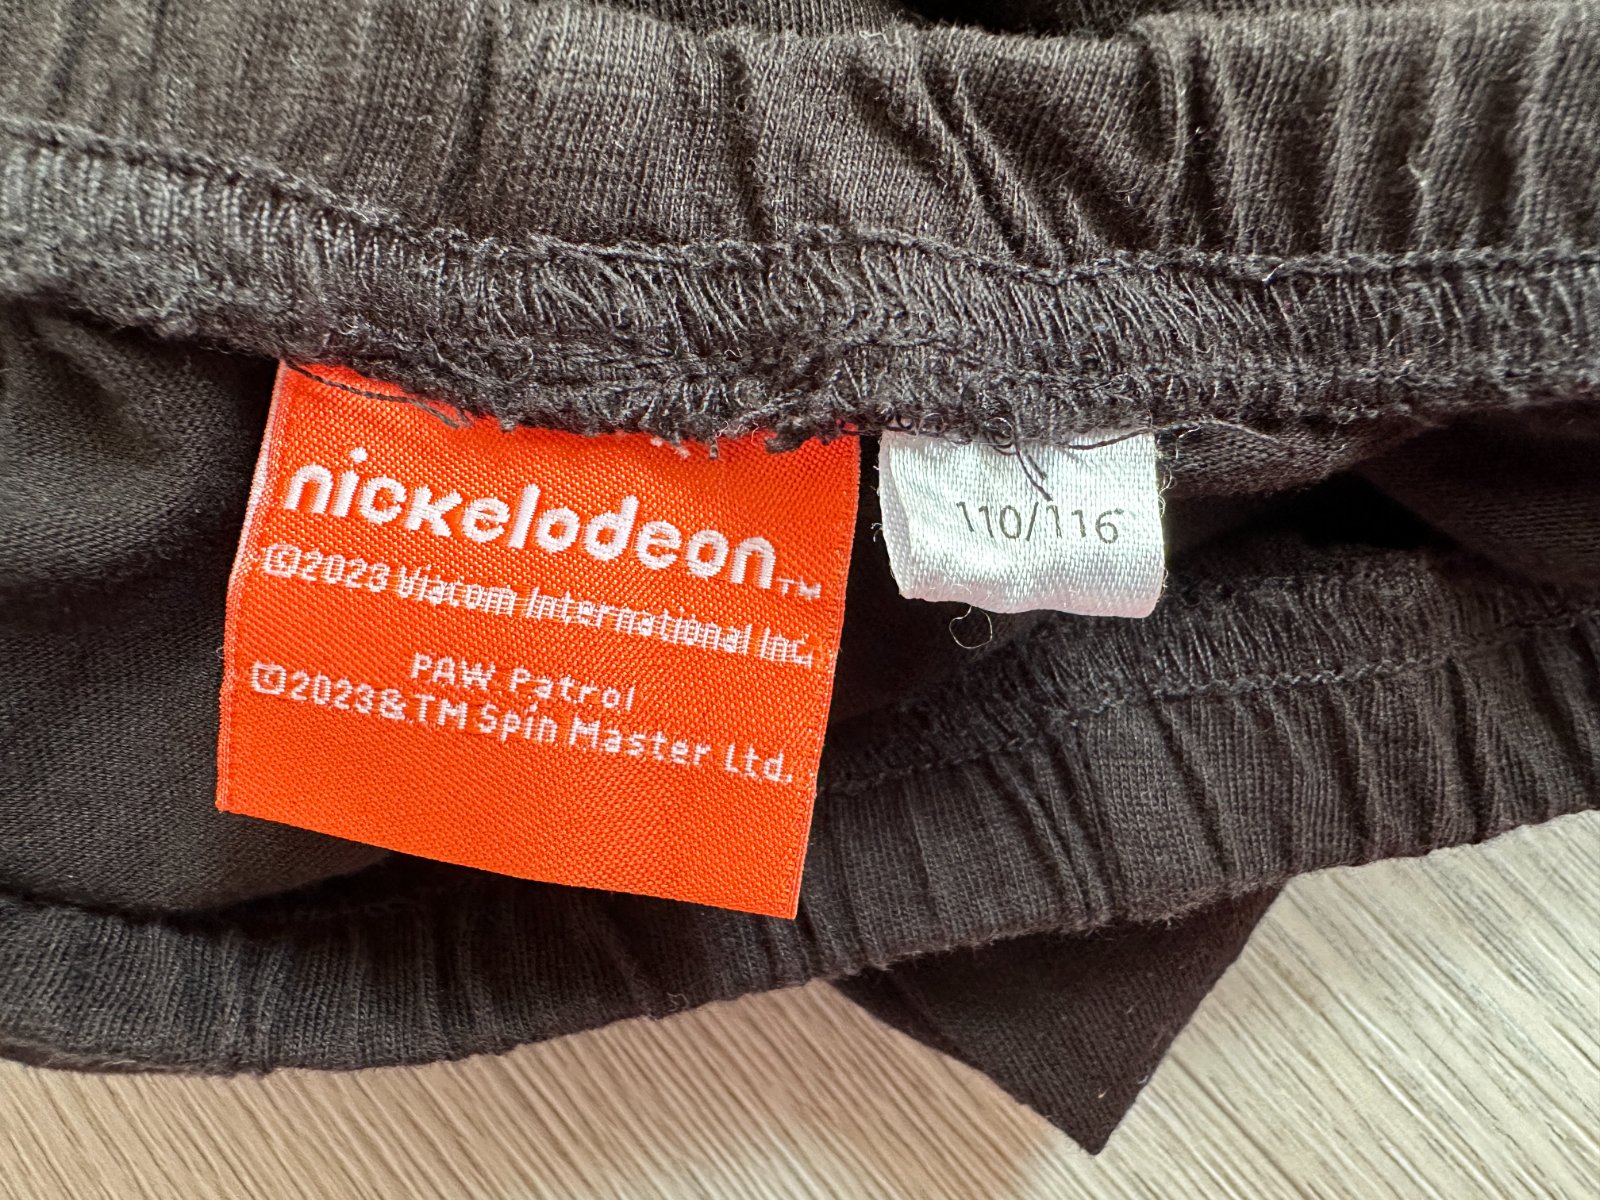 nickelodeon™
©2023 Viacom International Inc.
PAW Patrol
©2023&TM Spin Master Ltd.
110/116